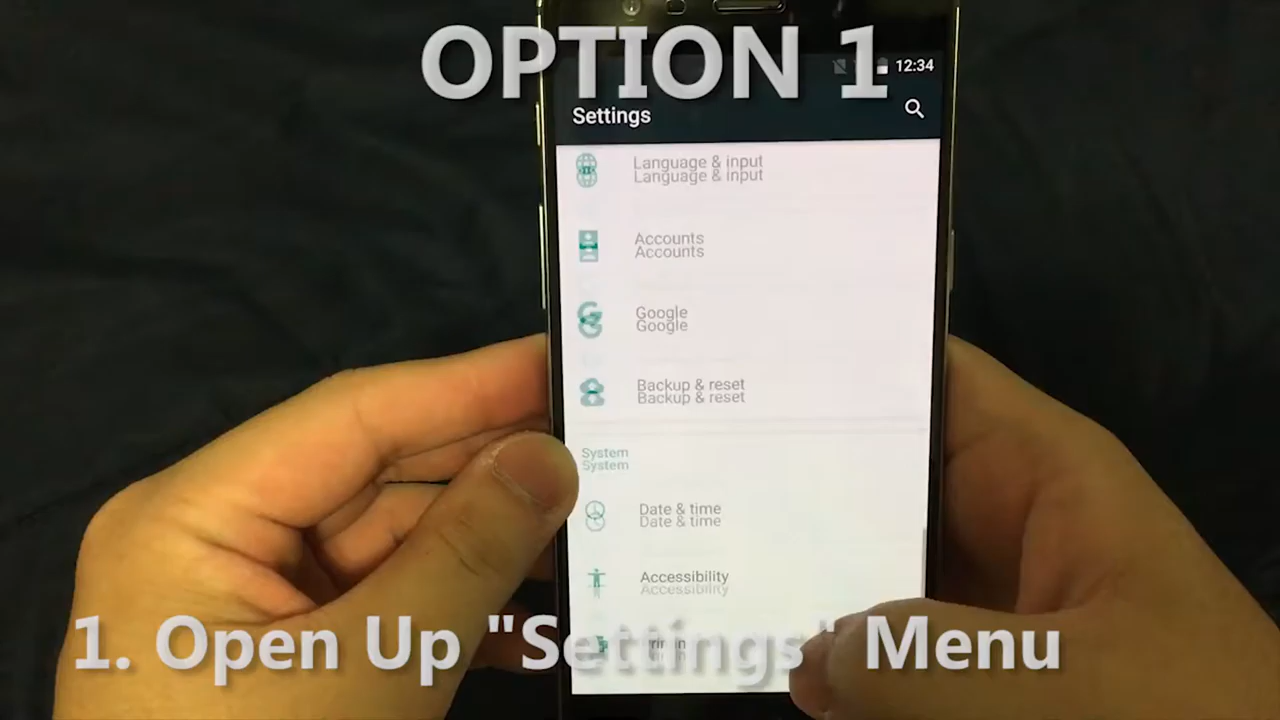 OPTION 1
12:34
Settings
Language & input
Language & input
Accounts
Accounts
Google
Google
Backup & reset
Backup & reset
System
System
Date & time
Date & time
Accessibility
Accessibility
1. Open Up "Settings" Menu